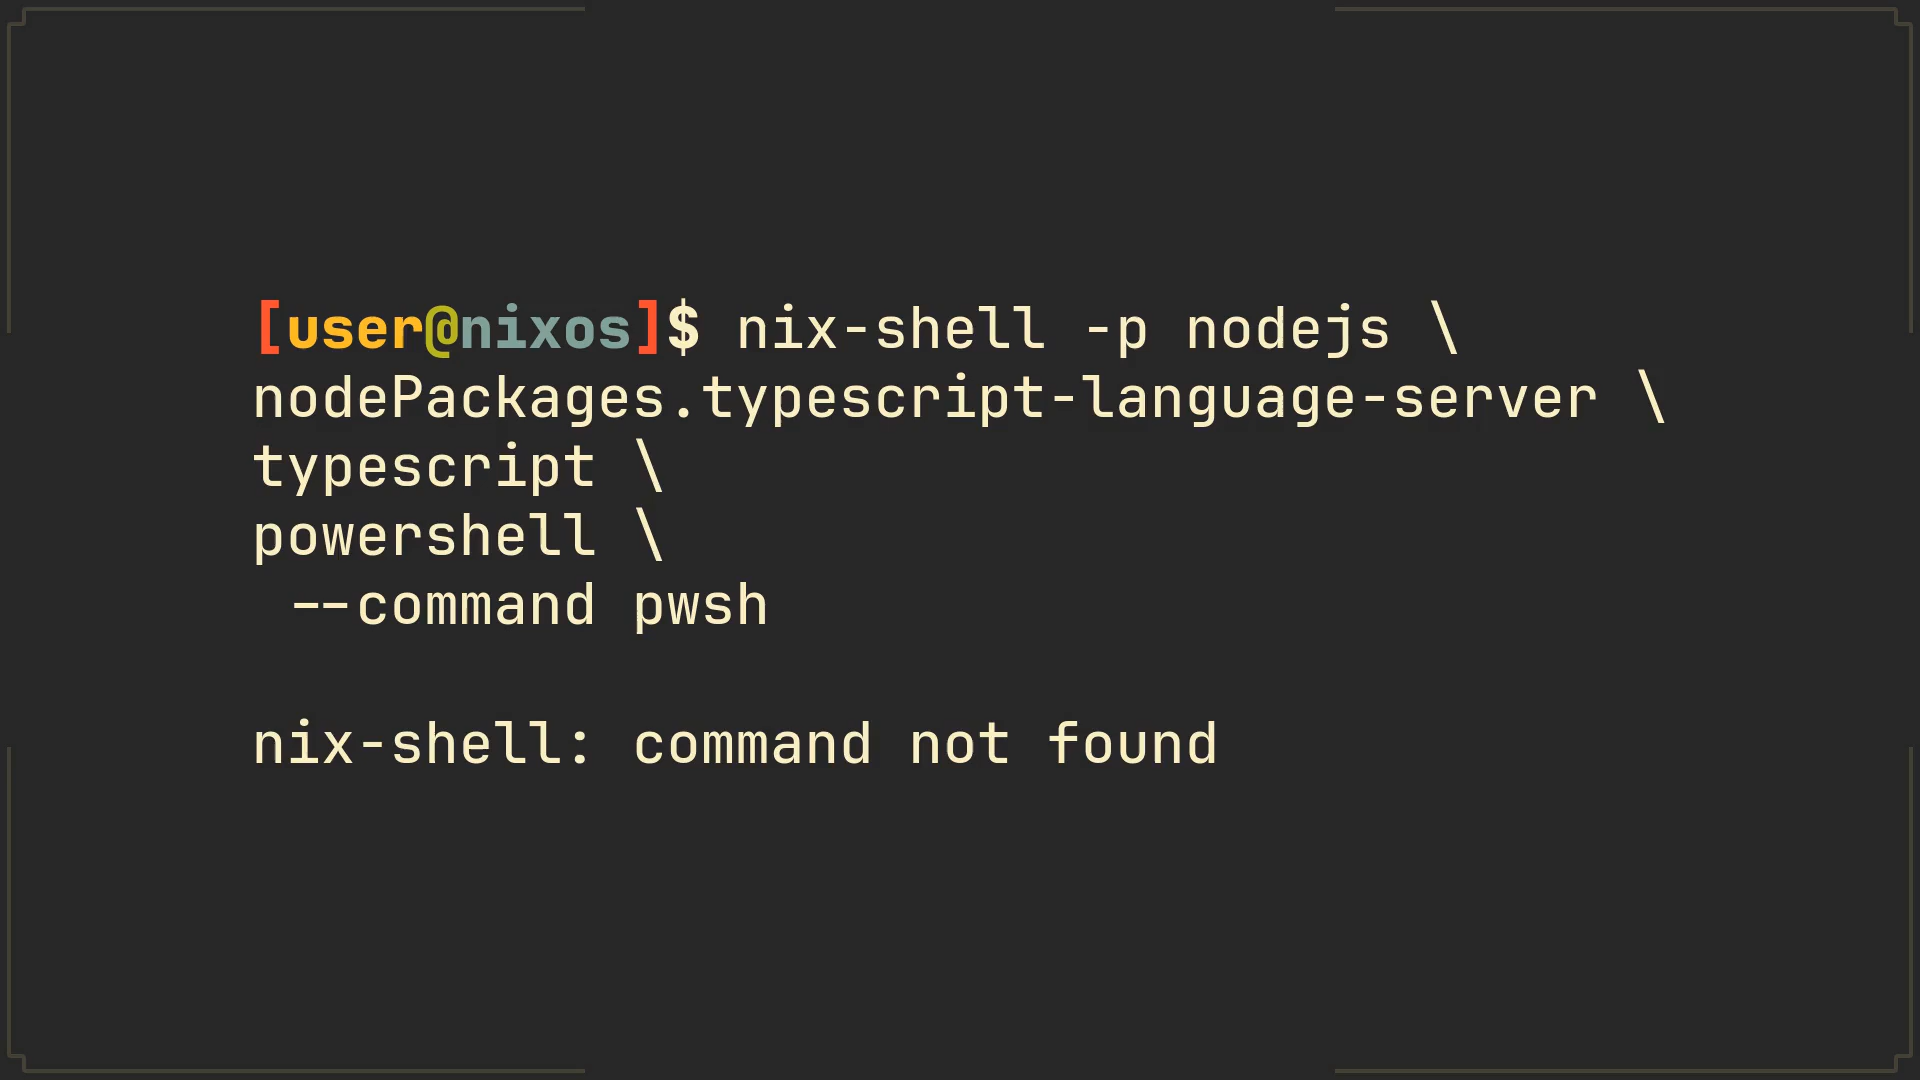 [user@nixos]$ nix-shell -p nodejs \
nodePackages.typescript-language-server \
typescript \
powershell \
 --command pwsh
nix-shell: command not found